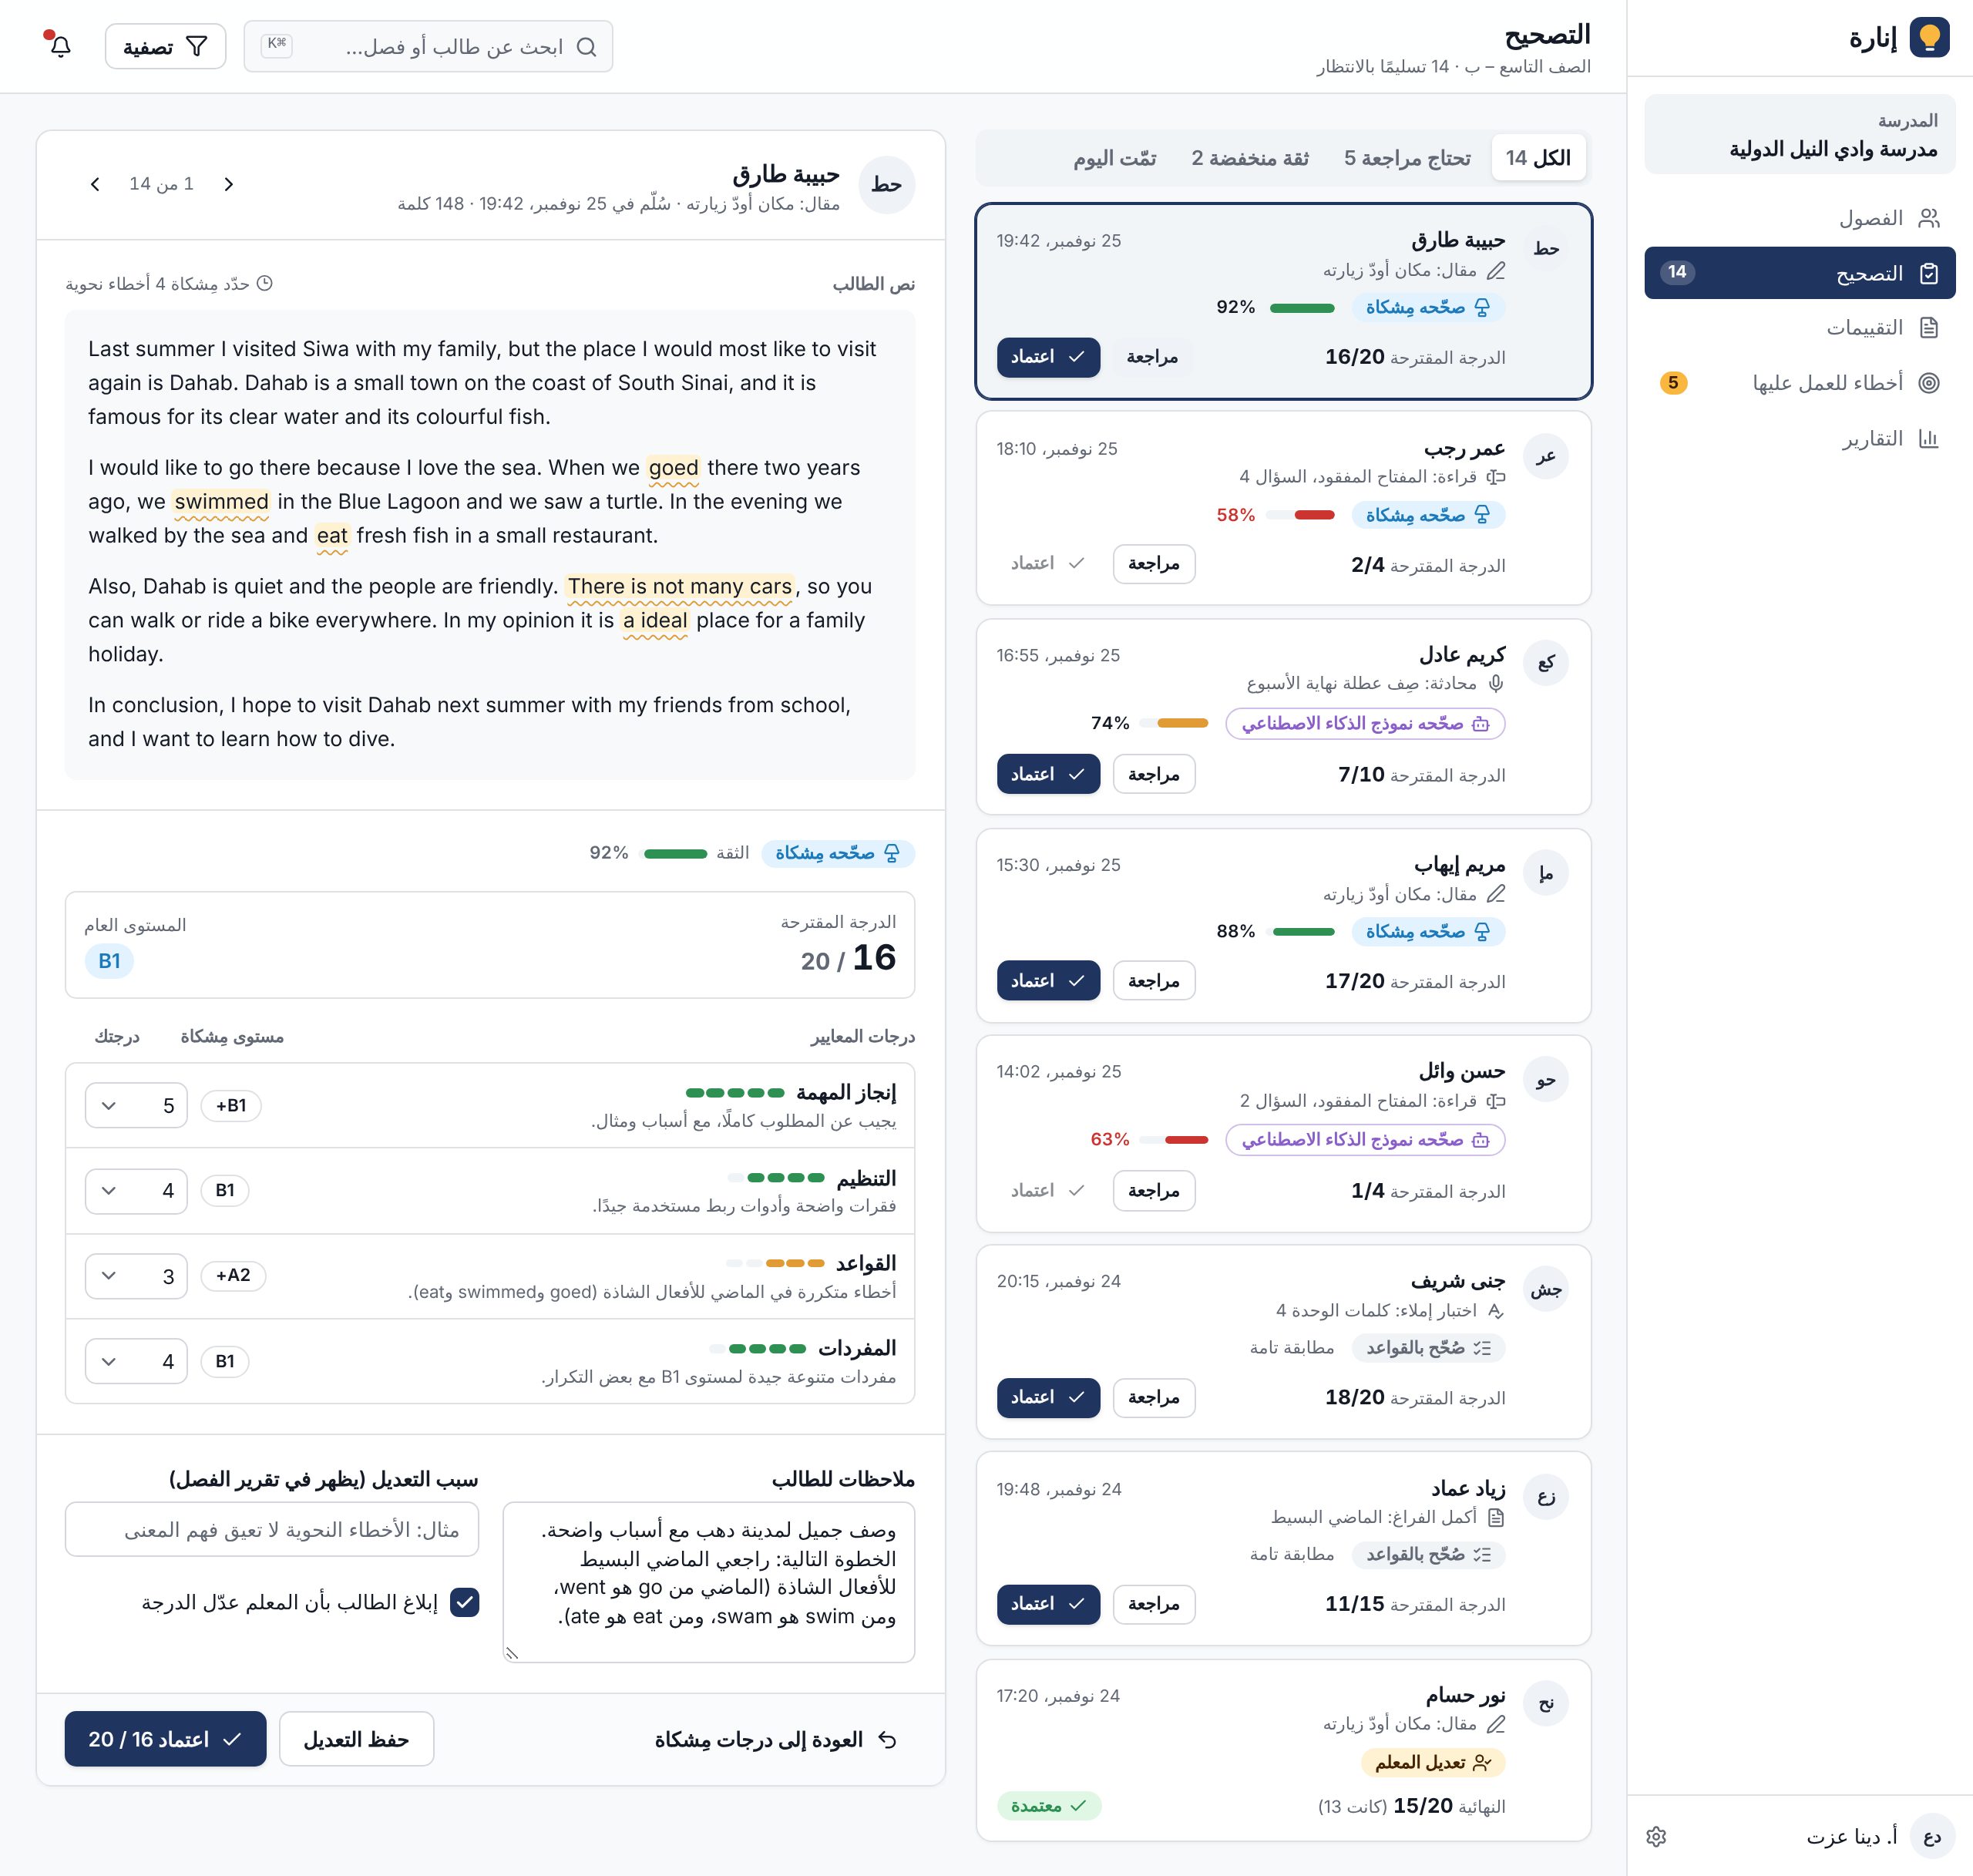 إنارة
المدرسة
مدرسة وادي النيل الدولية
الفصول
التصحيح 14
التقييمات
أخطاء للعمل عليها 5
التقارير
أ. دينا عزت
دع
التصحيح
الصف التاسع – ب · 14 تسليمًا بالانتظار
ابحث عن طالب أو فصل...
⌘K
تصفية
الكل 14
تحتاج مراجعة 5
ثقة منخفضة 2
تمّت اليوم
حط
حبيبة طارق
25 نوفمبر، 19:42
مقال: مكان أودّ زيارته
صحّحه مِشكاة
92%
الدرجة المقترحة 16/20
مراجعة
اعتماد
عر
عمر رجب
25 نوفمبر، 18:10
قراءة: المفتاح المفقود، السؤال 4
صحّحه مِشكاة
58%
الدرجة المقترحة 2/4
مراجعة
اعتماد
كع
كريم عادل
25 نوفمبر، 16:55
محادثة: صِف عطلة نهاية الأسبوع
صحّحه نموذج الذكاء الاصطناعي
74%
الدرجة المقترحة 7/10
مراجعة
اعتماد
مإ
مريم إيهاب
25 نوفمبر، 15:30
مقال: مكان أودّ زيارته
صحّحه مِشكاة
88%
الدرجة المقترحة 17/20
مراجعة
اعتماد
حو
حسن وائل
25 نوفمبر، 14:02
قراءة: المفتاح المفقود، السؤال 2
صحّحه نموذج الذكاء الاصطناعي
63%
الدرجة المقترحة 1/4
مراجعة
اعتماد
جش
جنى شريف
24 نوفمبر، 20:15
اختبار إملاء: كلمات الوحدة 4
صُحّح بالقواعد
مطابقة تامة
الدرجة المقترحة 18/20
مراجعة
اعتماد
زع
زياد عماد
24 نوفمبر، 19:48
أكمل الفراغ: الماضي البسيط
صُحّح بالقواعد
مطابقة تامة
الدرجة المقترحة 11/15
مراجعة
اعتماد
نح
نور حسام
24 نوفمبر، 17:20
مقال: مكان أودّ زيارته
تعديل المعلم
النهائية 15/20 (كانت 13)
معتمدة
حط
حبيبة طارق
مقال: مكان أودّ زيارته · سُلّم في 25 نوفمبر، 19:42 · 148 كلمة
1 من 14
نص الطالب
حدّد مِشكاة 4 أخطاء نحوية
Last summer I visited Siwa with my family, but the place I would most like to visit
again is Dahab. Dahab is a small town on the coast of South Sinai, and it is
famous for its clear water and its colourful fish.
I would like to go there because I love the sea. When we goed there two years
ago, we swimmed in the Blue Lagoon and we saw a turtle. In the evening we
walked by the sea and eat fresh fish in a small restaurant.
Also, Dahab is quiet and the people are friendly. There is not many cars, so you
can walk or ride a bike everywhere. In my opinion it is a ideal place for a family
holiday.
In conclusion, I hope to visit Dahab next summer with my friends from school,
and I want to learn how to dive.
صحّحه مِشكاة
الثقة
92%
الدرجة المقترحة
16 / 20
المستوى العام
B1
درجات المعايير
مستوى مِشكاة
درجتك
إنجاز المهمة
يجيب عن المطلوب كاملًا، مع أسباب ومثال.
B1+
5
التنظيم
فقرات واضحة وأدوات ربط مستخدمة جيدًا.
B1
4
القواعد
أخطاء متكررة في الماضي للأفعال الشاذة (goed وswimmed وeat).
A2+
3
المفردات
مفردات متنوعة جيدة لمستوى B1 مع بعض التكرار.
B1
4
ملاحظات للطالب
وصف جميل لمدينة دهب مع أسباب واضحة.
الخطوة التالية: راجعي الماضي البسيط
للأفعال الشاذة (الماضي من go هو went،
ومن swim هو swam، ومن eat هو ate).
سبب التعديل (يظهر في تقرير الفصل)
مثال: الأخطاء النحوية لا تعيق فهم المعنى
إبلاغ الطالب بأن المعلم عدّل الدرجة
العودة إلى درجات مِشكاة
حفظ التعديل
اعتماد 16 / 20